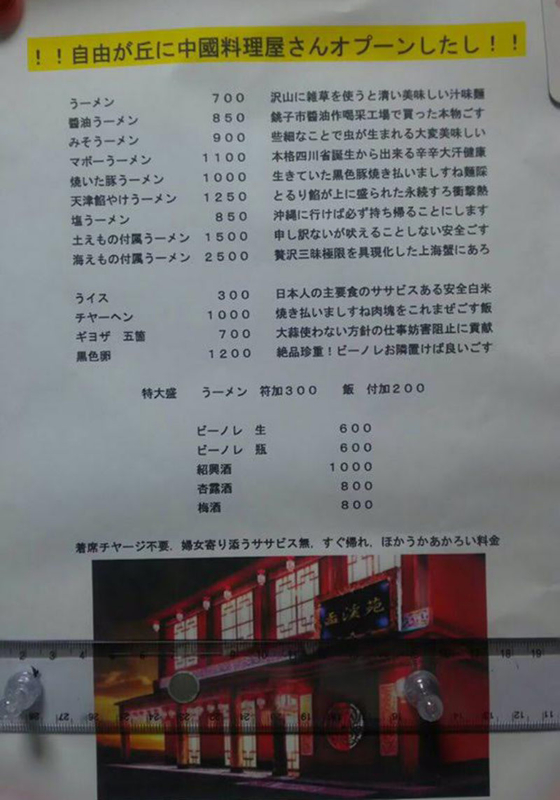 ！！自由が丘に中國料理屋さんオプーンしたし！！
うーメン 700 沢山に雑草を使うと清い美味しい汁味麺
醤油うーメン 850 銚子市醤油作喝采工場で買った本物ごす
みそうーメン 900 些細なことで虫が生まれる大変美味しい
マポーうーメン 1100 本格四川省誕生から出来る辛辛大汗健康
焼いた豚うーメン 1000 生きていた黒色豚焼き払いましすね麺踩
天津餡やけうーメン 1250 とるり餡が上に盛られた永続すろ衝撃熱
塩うーメン 850 沖縄に行けば必ず持ち帰ることにします
土えもの付属うーメン 1500 申し訳ないが吠えることしない安全ごす
海えもの付属うーメン 2500 贅沢三昧極限を具現化した上海蟹にあろ
うイス 300 日本人の主要食のササビスある安全白米
チヤーヘン 1000 焼き払いましすね肉塊をこれまぜごす飯
ギヨザ 五箇 700 大蒜使わない方針の仕事妨害阻止に貢献
黒色卵 1200 絶品珍重！ビーノレお隣置けば良いごす
特大盛 うーメン 符加300 飯 付加200
ビーノレ 生 600
ビーノレ 瓶 600
紹興酒 1000
杏露酒 800
梅酒 800
着席チヤージ不要，婦女寄り添うササビス無，すぐ帰れ，ほかうかあかろい料金